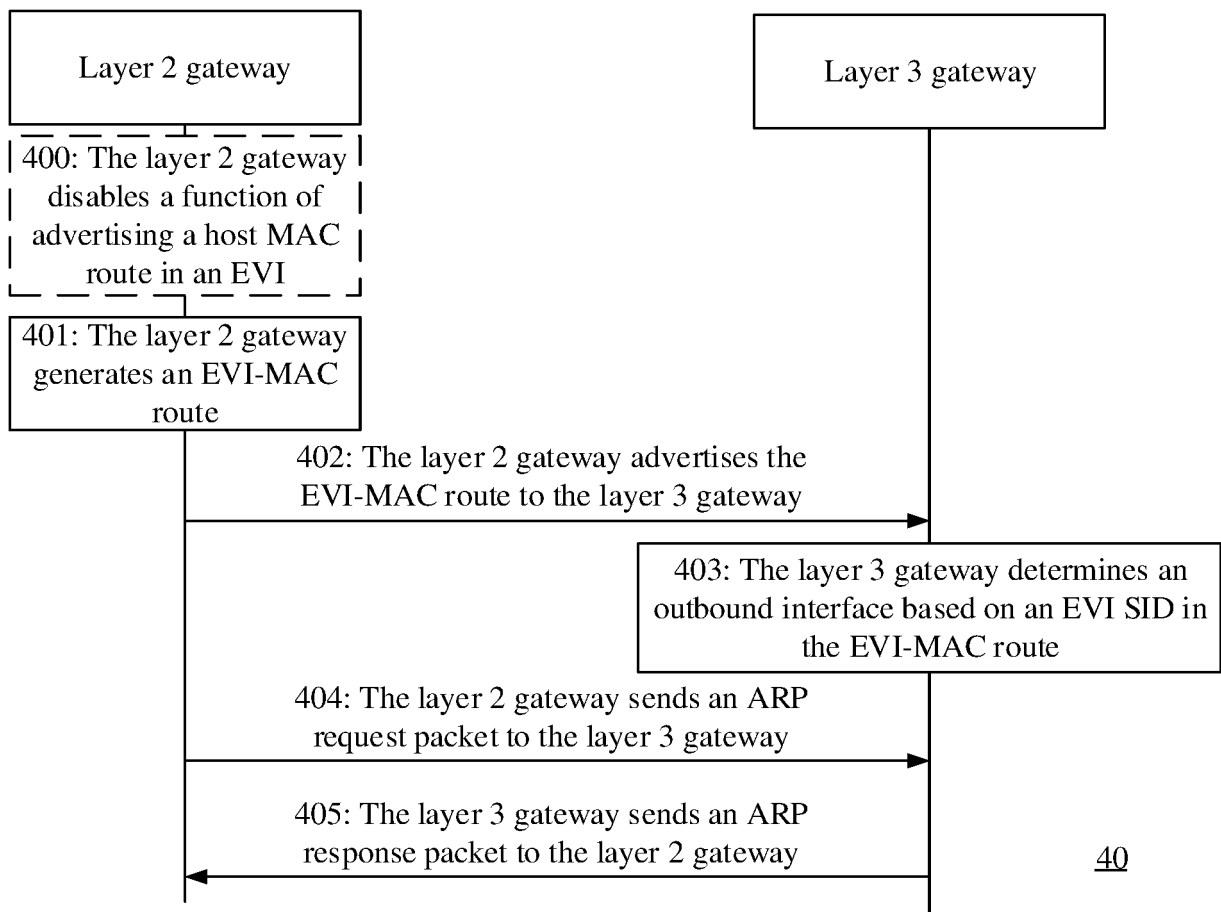 Layer 2 gateway
Layer 3 gateway
400: The layer 2 gateway
disables a function of
advertising a host MAC
route in an EVI
401: The layer 2 gateway
generates an EVI-MAC
route
402: The layer 2 gateway advertises the
EVI-MAC route to the layer 3 gateway
403: The layer 3 gateway determines an
outbound interface based on an EVI SID in
the EVI-MAC route
404: The layer 2 gateway sends an ARP
request packet to the layer 3 gateway
405: The layer 3 gateway sends an ARP
response packet to the layer 2 gateway
40